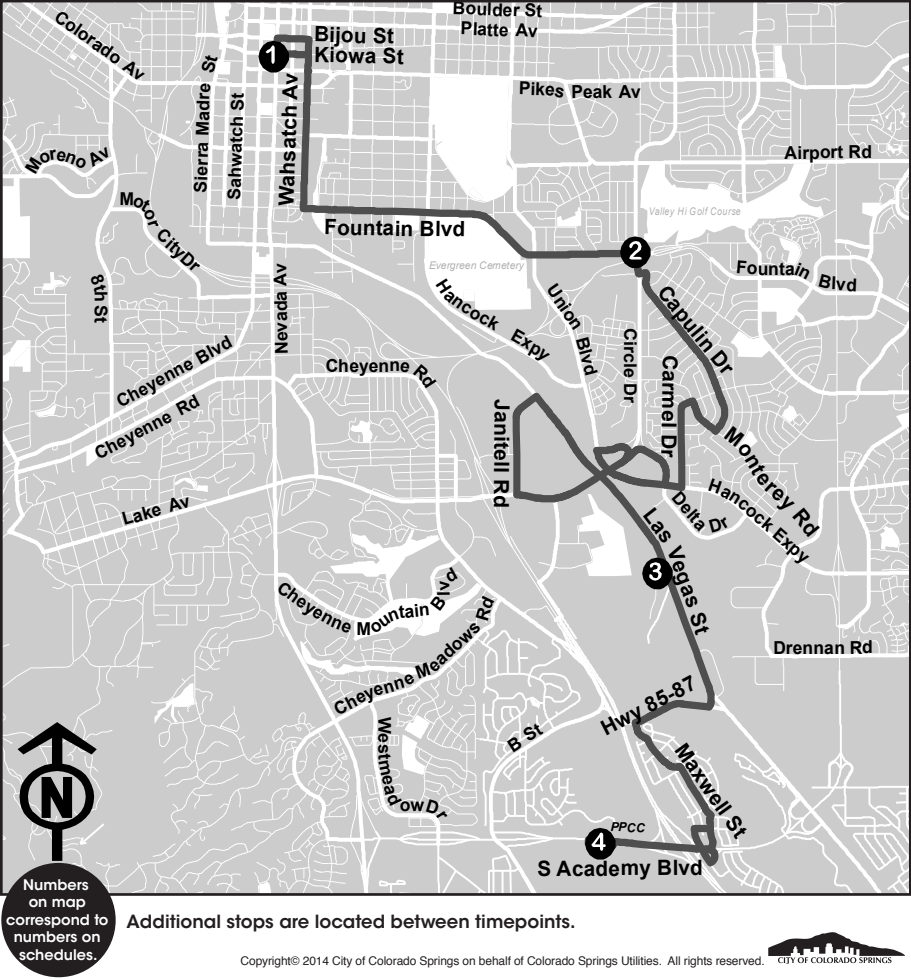 Boulder St
Platte Av
Bijou St
Kiowa St
1
Colorado Av
Sierra Madre St
Sahwatch St
Wahsatch Av
Pikes Peak Av
Airport Rd
Moreno Av
Motor CityDr
Valley Hi Golf Course
Fountain Blvd
2
Evergreen Cemetery
Fountain Blvd
8th St
Nevada Av
Hancock Expy
Union Blvd
Capulin Dr
Circle Dr
Carmel Dr
Cheyenne Blvd
Cheyenne Rd
Cheyenne Rd
Janitell Rd
Monterey Rd
Lake Av
Delta Dr
Hancock Expy
Las Vegas St
3
Cheyenne Mountain Blvd
Cheyenne Meadows Rd
Drennan Rd
Hwy 85-87
B St
Westmeadow Dr
Maxwell St
N
PPCC
4
S Academy Blvd
Numbers
on map
correspond to
numbers on
schedules.
Additional stops are located between timepoints.
Copyright© 2014 City of Colorado Springs on behalf of Colorado Springs Utilities. All rights reserved.
CITY OF COLORADO SPRINGS